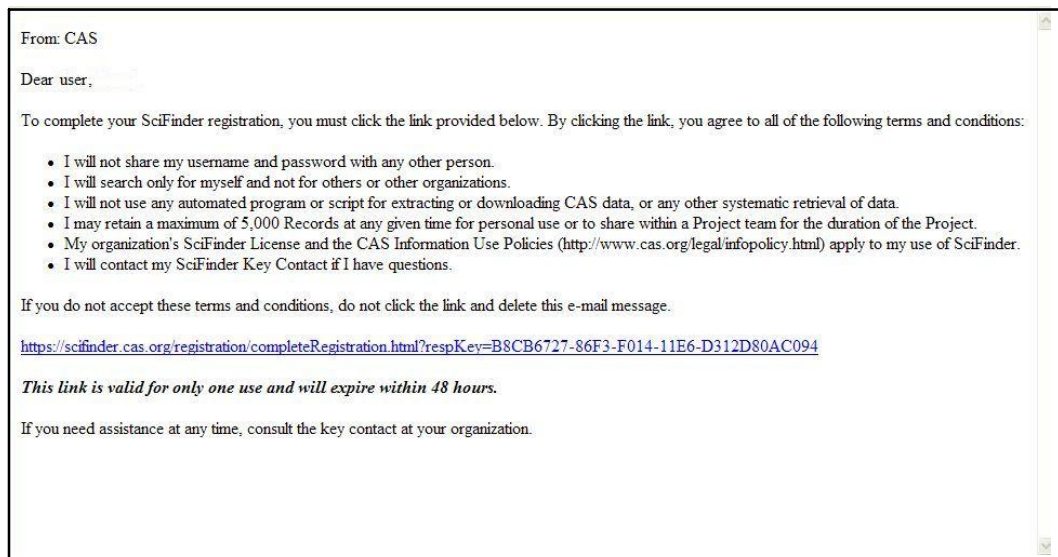 From: CAS
Dear user,
To complete your SciFinder registration, you must click the link provided below. By clicking the link, you agree to all of the following terms and conditions:
• I will not share my username and password with any other person.
• I will search only for myself and not for others or other organizations.
• I will not use any automated program or script for extracting or downloading CAS data, or any other systematic retrieval of data.
• I may retain a maximum of 5,000 Records at any given time for personal use or to share within a Project team for the duration of the Project.
• My organization's SciFinder License and the CAS Information Use Policies (http://www.cas.org/legal/infopolicy.html) apply to my use of SciFinder.
• I will contact my SciFinder Key Contact if I have questions.
If you do not accept these terms and conditions, do not click the link and delete this e-mail message.
https://scifinder.cas.org/registration/completeRegistration.html?respKey=B8CB6727-86F3-F014-11E6-D312D80AC094
This link is valid for only one use and will expire within 48 hours.
If you need assistance at any time, consult the key contact at your organization.